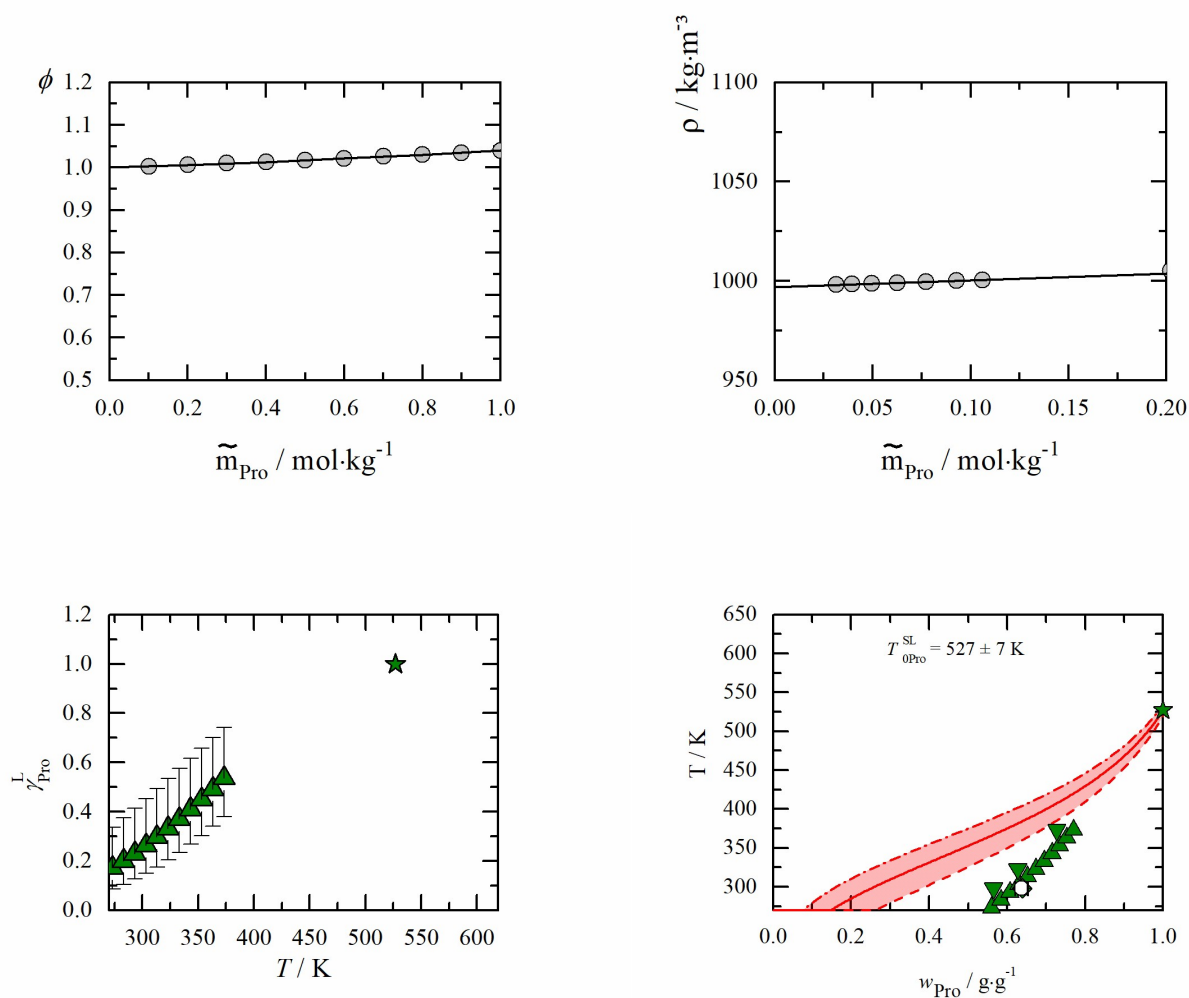 ϕ
1.2
1.1
1.0
0.9
0.8
0.7
0.6
0.5
0.0 0.2 0.4 0.6 0.8 1.0
m̃Pro / mol·kg-1
ρ / kg·m-3
1100
1050
1000
950
0.00 0.05 0.10 0.15 0.20
m̃Pro / mol·kg-1
γLPro
1.2
1.0
0.8
0.6
0.4
0.2
0.0
300 350 400 450 500 550 600
T / K
T / K
650
600
550
500
450
400
350
300
TSL0Pro = 527 ± 7 K
0.0 0.2 0.4 0.6 0.8 1.0
wPro / g·g-1